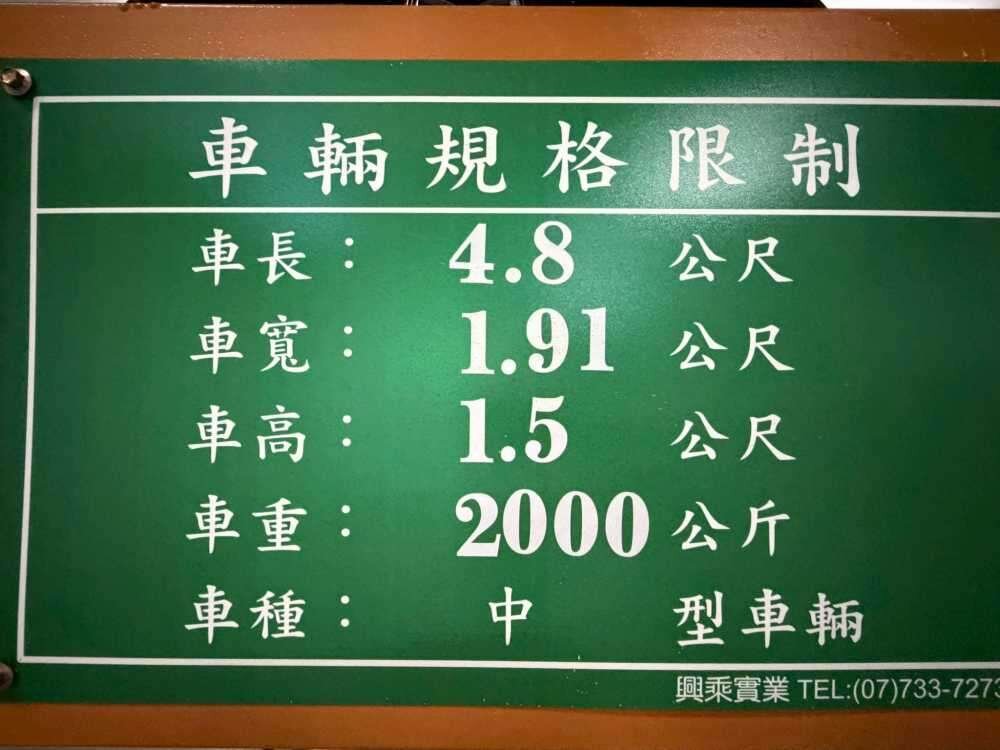 車輛規格限制
車長： 4.8 公尺
車寬： 1.91 公尺
車高： 1.5 公尺
車重： 2000 公斤
車種： 中 型車輛
興乘實業 TEL:(07)733-7273